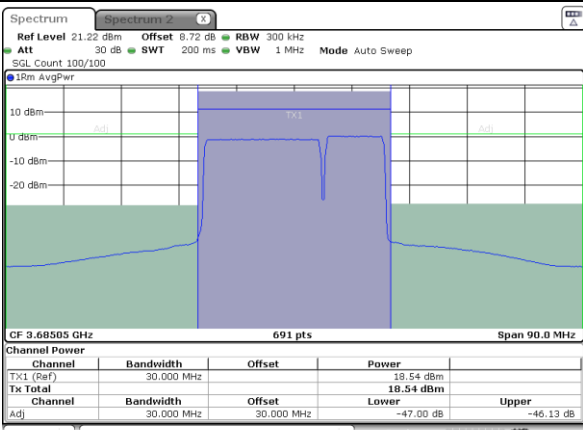 Spectrum Spectrum 2 X
Ref Level 21.22 dBm Offset 8.72 dB RBW 300 kHz
Att 30 dB SWT 200 ms VBW 1 MHz Mode Auto Sweep
SGL Count 100/100
1Rm AvgPwr
10 dBm
TX1
Adj Adj
0 dBm
-10 dBm
-20 dBm
CF 3.68505 GHz 691 pts Span 90.0 MHz
Channel Power
Channel Bandwidth Offset Power
TX1 (Ref) 30.000 MHz 18.54 dBm
Tx Total 18.54 dBm
Channel Bandwidth Offset Lower Upper
Adj 30.000 MHz 30.000 MHz -47.00 dB -46.13 dB